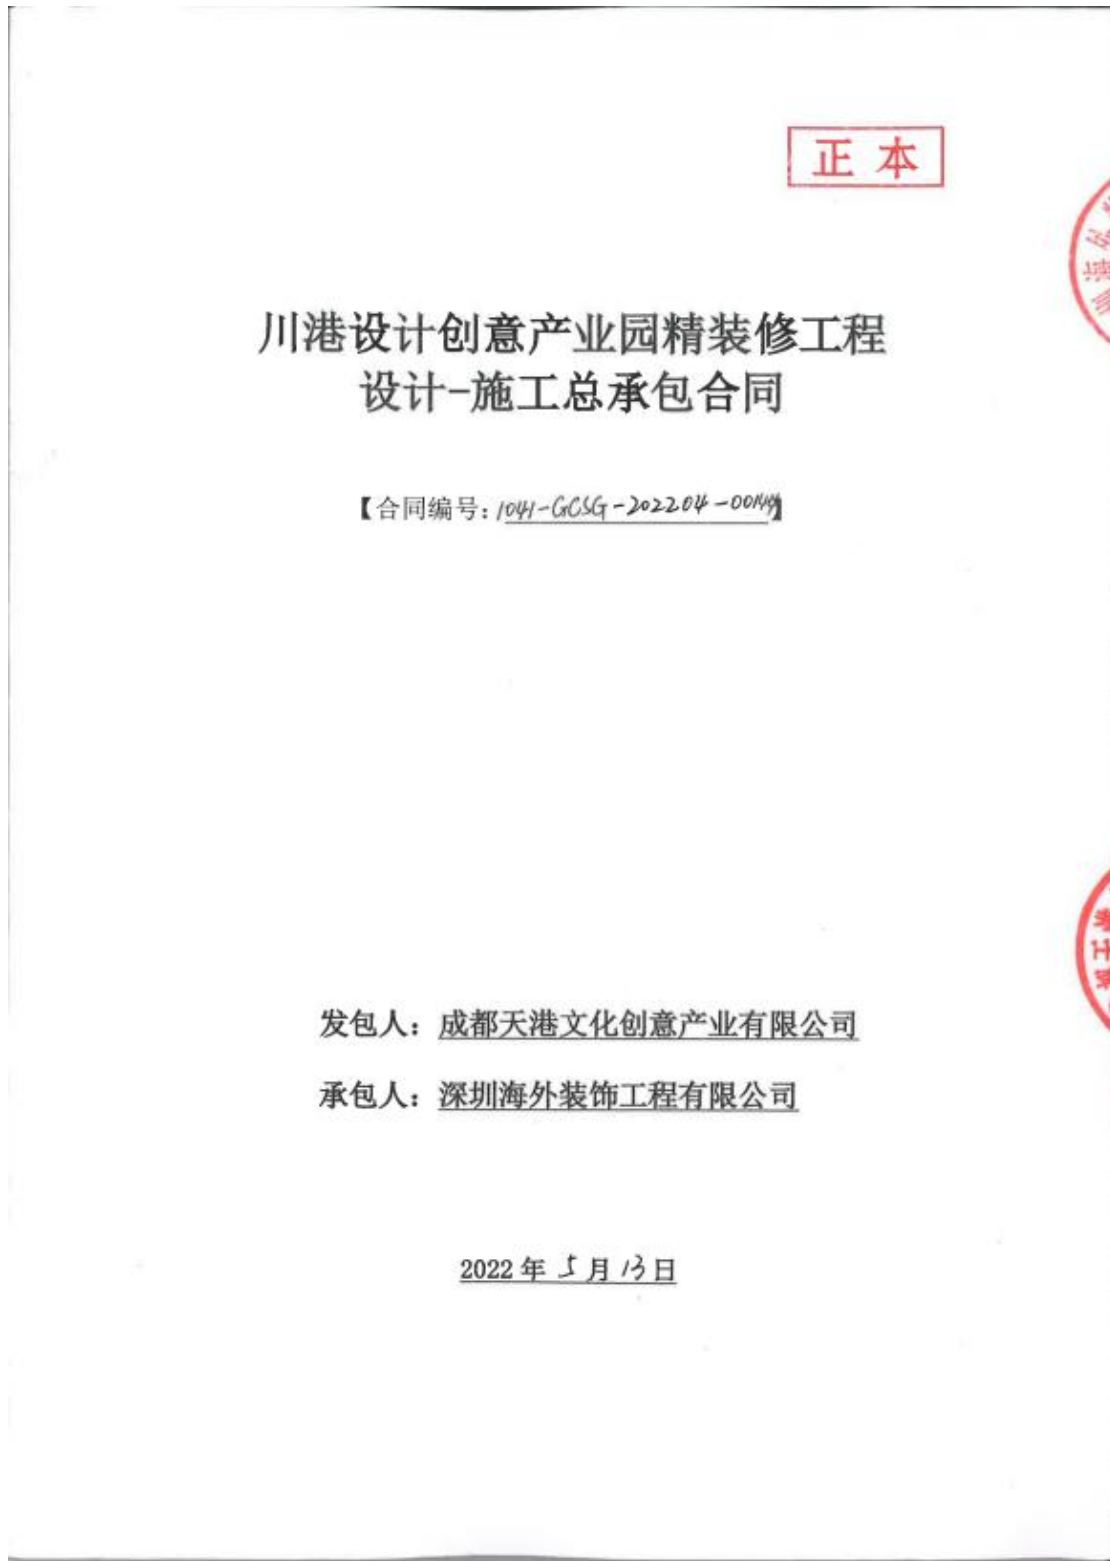 正本
川港设计创意产业园精装修工程
设计-施工总承包合同
【合同编号：1041-GCSG-202204-00144】
发包人：成都天港文化创意产业有限公司
承包人：深圳海外装饰工程有限公司
2022年5月13日